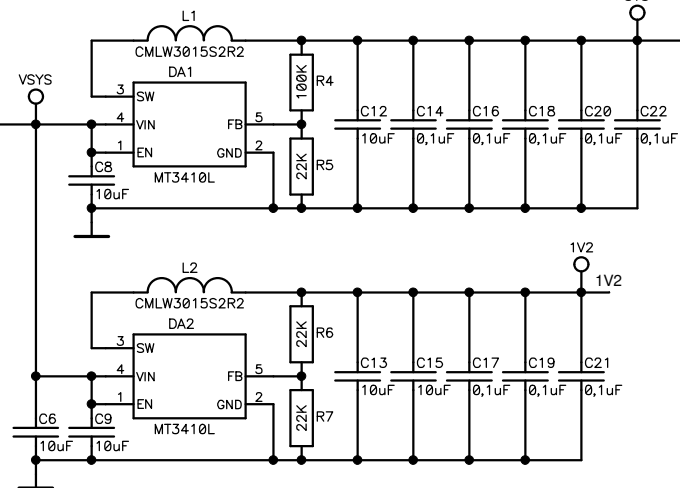 L1
CMLW3015S2R2
DA1
VSYS
3 SW
4 VIN
FB 5
1 EN
GND 2
MT3410L
C8
10uF
100K R4
22K R5
C12
10uF
C14
0,1uF
C16
0,1uF
C18
0,1uF
C20
0,1uF
C22
0,1uF
L2
CMLW3015S2R2
DA2
1V2
1V2
3 SW
4 VIN
FB 5
1 EN
GND 2
MT3410L
C6
10uF
C9
10uF
22K R6
22K R7
C13
10uF
C15
10uF
C17
0,1uF
C19
0,1uF
C21
0,1uF